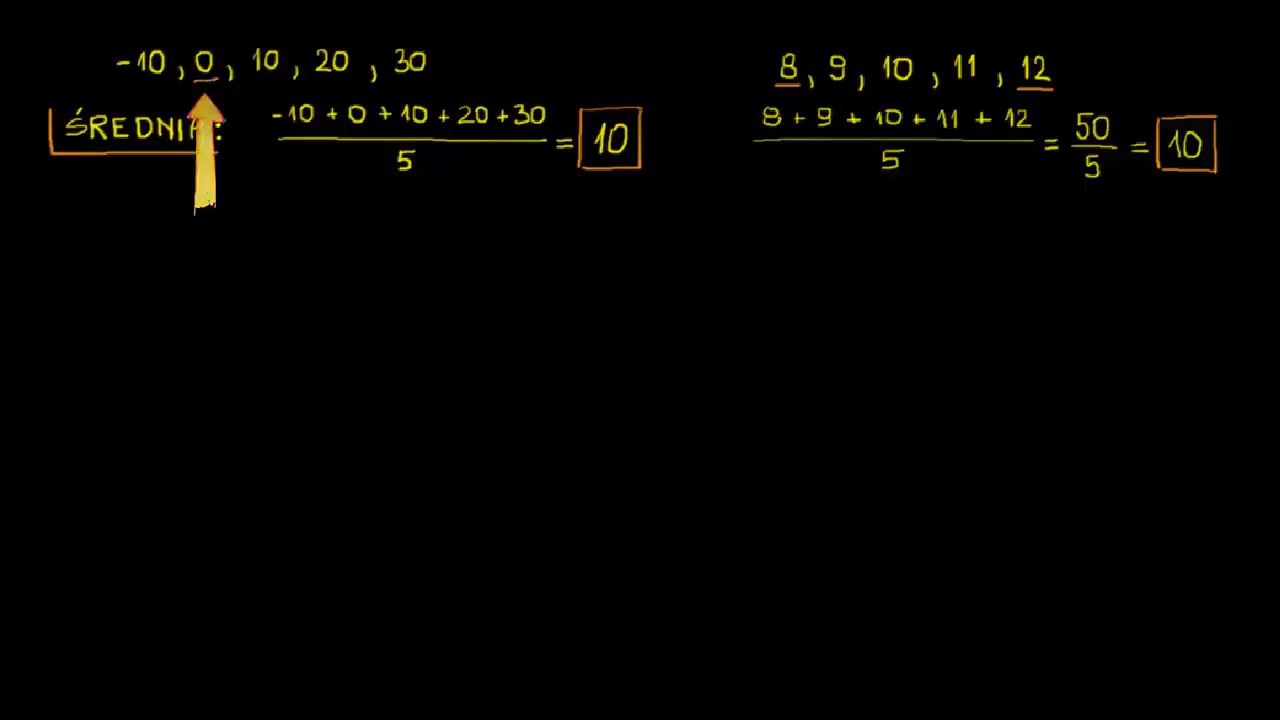 -10, 0, 10, 20, 30
ŚREDNIA: (-10 + 0 + 10 + 20 + 30)/5 = 10
8, 9, 10, 11, 12
(8 + 9 + 10 + 11 + 12)/5 = 50/5 = 10